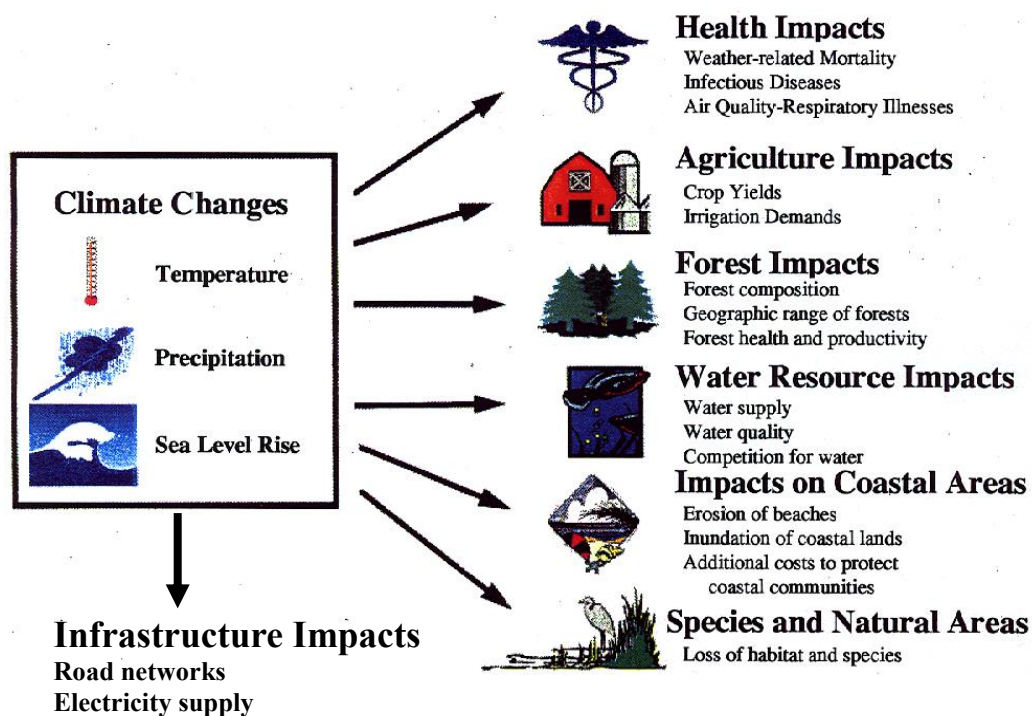 Climate Changes
Temperature
Precipitation
Sea Level Rise
Health Impacts
Weather-related Mortality
Infectious Diseases
Air Quality-Respiratory Illnesses
Agriculture Impacts
Crop Yields
Irrigation Demands
Forest Impacts
Forest composition
Geographic range of forests
Forest health and productivity
Water Resource Impacts
Water supply
Water quality
Competition for water
Impacts on Coastal Areas
Erosion of beaches
Inundation of coastal lands
Additional costs to protect
coastal communities
Species and Natural Areas
Loss of habitat and species
Infrastructure Impacts
Road networks
Electricity supply